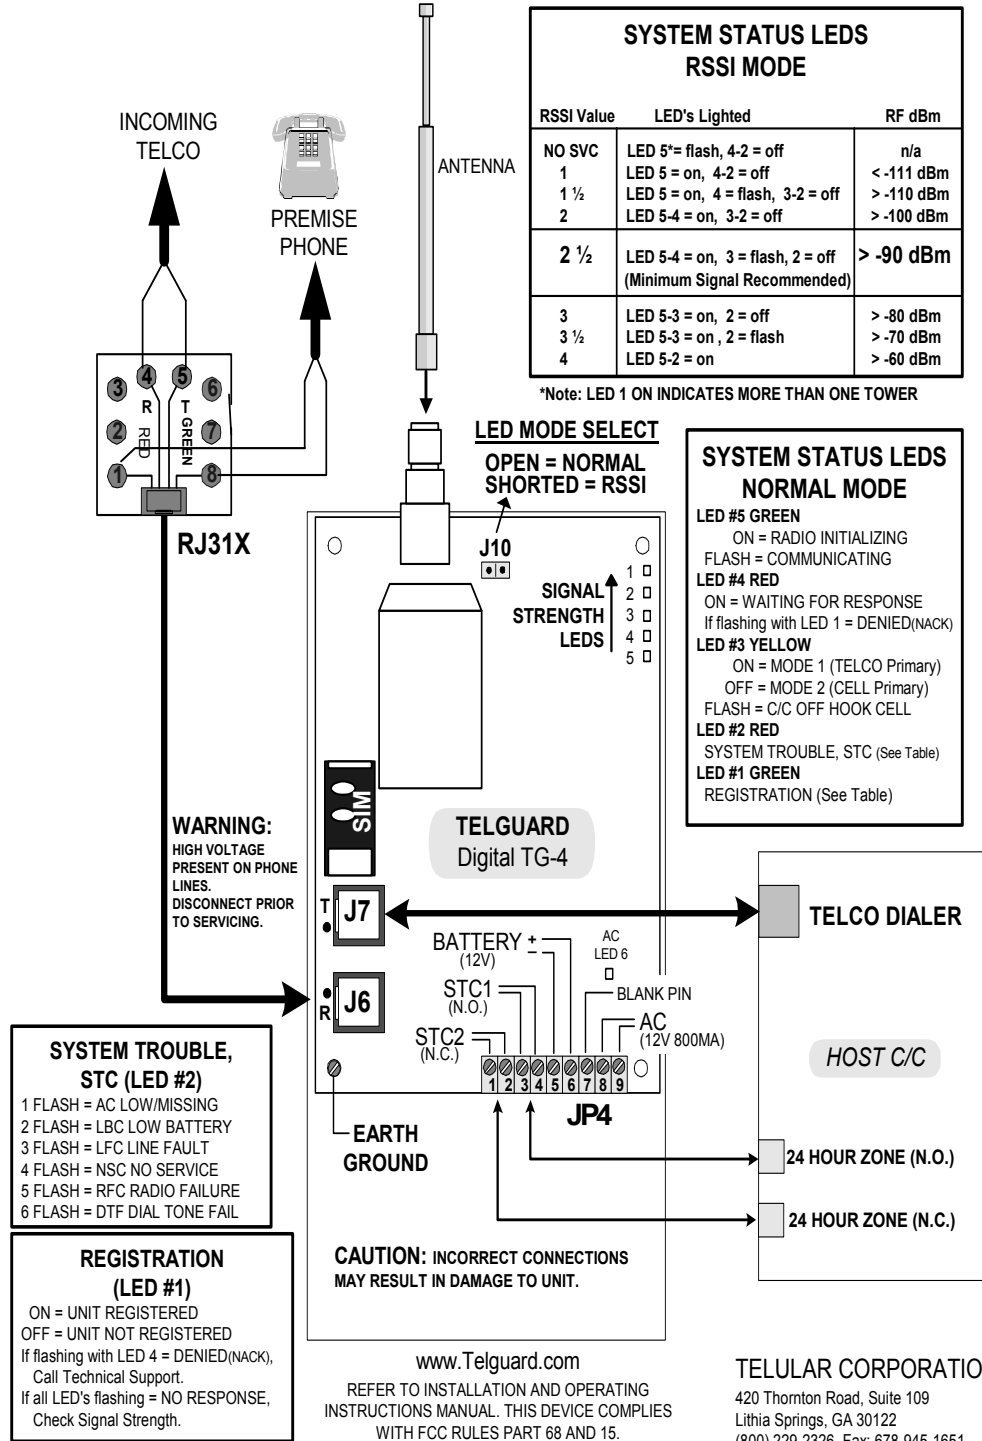 SYSTEM STATUS LEDS
RSSI MODE
RSSI Value LED's Lighted RF dBm
NO SVC LED 5*= flash, 4-2 = off n/a
1 LED 5 = on, 4-2 = off < -111 dBm
1 ½ LED 5 = on, 4 = flash, 3-2 = off > -110 dBm
2 LED 5-4 = on, 3-2 = off > -100 dBm
2 ½ LED 5-4 = on, 3 = flash, 2 = off > -90 dBm
(Minimum Signal Recommended)
3 LED 5-3 = on, 2 = off > -80 dBm
3 ½ LED 5-3 = on , 2 = flash > -70 dBm
4 LED 5-2 = on > -60 dBm
*Note: LED 1 ON INDICATES MORE THAN ONE TOWER
INCOMING
TELCO
PREMISE
PHONE
ANTENNA
3 4 5 6
R T
2 RED GREEN 7
1 8
RJ31X
LED MODE SELECT
OPEN = NORMAL
SHORTED = RSSI
J10
SIGNAL
STRENGTH
LEDS
1
2
3
4
5
SYSTEM STATUS LEDS
NORMAL MODE
LED #5 GREEN
ON = RADIO INITIALIZING
FLASH = COMMUNICATING
LED #4 RED
ON = WAITING FOR RESPONSE
If flashing with LED 1 = DENIED(NACK)
LED #3 YELLOW
ON = MODE 1 (TELCO Primary)
OFF = MODE 2 (CELL Primary)
FLASH = C/C OFF HOOK CELL
LED #2 RED
SYSTEM TROUBLE, STC (See Table)
LED #1 GREEN
REGISTRATION (See Table)
SIM
TELGUARD
Digital TG-4
WARNING:
HIGH VOLTAGE
PRESENT ON PHONE
LINES.
DISCONNECT PRIOR
TO SERVICING.
T J7
R J6
TELCO DIALER
BATTERY + −
(12V)
AC
LED 6
STC1
(N.O.)
BLANK PIN
STC2
(N.C.)
AC
(12V 800MA)
1 2 3 4 5 6 7 8 9
JP4
HOST C/C
EARTH
GROUND
24 HOUR ZONE (N.O.)
24 HOUR ZONE (N.C.)
SYSTEM TROUBLE,
STC (LED #2)
1 FLASH = AC LOW/MISSING
2 FLASH = LBC LOW BATTERY
3 FLASH = LFC LINE FAULT
4 FLASH = NSC NO SERVICE
5 FLASH = RFC RADIO FAILURE
6 FLASH = DTF DIAL TONE FAIL
REGISTRATION
(LED #1)
ON = UNIT REGISTERED
OFF = UNIT NOT REGISTERED
If flashing with LED 4 = DENIED(NACK),
Call Technical Support.
If all LED's flashing = NO RESPONSE,
Check Signal Strength.
CAUTION: INCORRECT CONNECTIONS
MAY RESULT IN DAMAGE TO UNIT.
www.Telguard.com
REFER TO INSTALLATION AND OPERATING
INSTRUCTIONS MANUAL. THIS DEVICE COMPLIES
WITH FCC RULES PART 68 AND 15.
TELULAR CORPORATIO
420 Thornton Road, Suite 109
Lithia Springs, GA 30122
(800) 229-2326 Fax: 678-945-1651